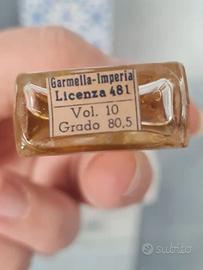 Garmella-Imperia
Licenza 481
Vol. 10
Grado 80,5
subito